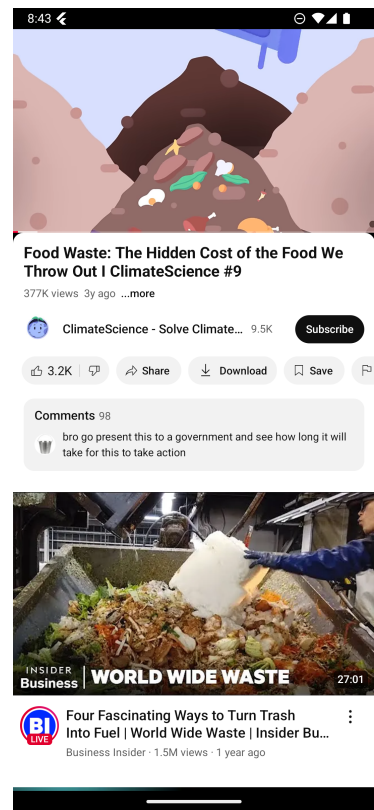 8:43
Food Waste: The Hidden Cost of the Food We
Throw Out I ClimateScience #9
377K views 3y ago ...more
ClimateScience - Solve Climate... 9.5K Subscribe
3.2K Share Download Save
Comments 98
bro go present this to a government and see how long it will
take for this to take action
INSIDER
Business WORLD WIDE WASTE
27:01
BI
LIVE
Four Fascinating Ways to Turn Trash
Into Fuel | World Wide Waste | Insider Bu...
Business Insider · 1.5M views · 1 year ago